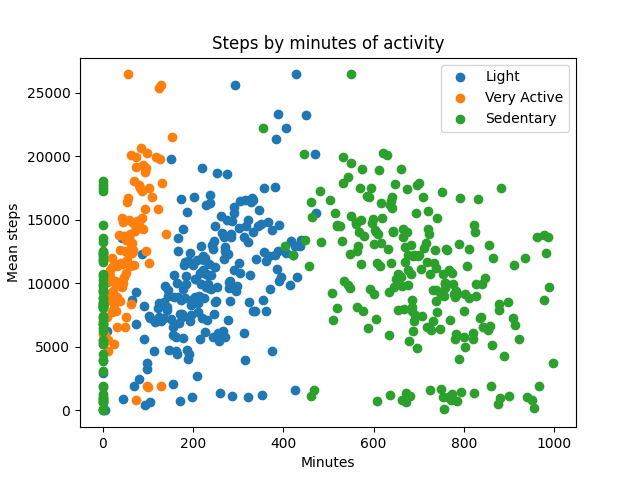 Steps by minutes of activity
Light
Very Active
Sedentary
25000
20000
15000
10000
5000
0
Mean steps
0 200 400 600 800 1000
Minutes